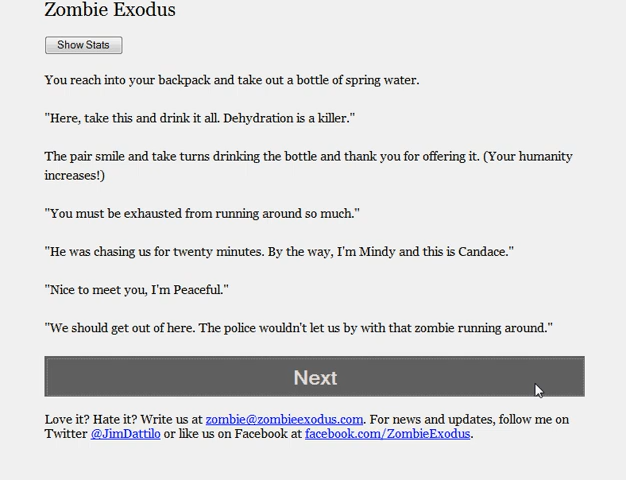 Zombie Exodus
Show Stats
You reach into your backpack and take out a bottle of spring water.
"Here, take this and drink it all. Dehydration is a killer."
The pair smile and take turns drinking the bottle and thank you for offering it. (Your humanity
increases!)
"You must be exhausted from running around so much."
"He was chasing us for twenty minutes. By the way, I'm Mindy and this is Candace."
"Nice to meet you, I'm Peaceful."
"We should get out of here. The police wouldn't let us by with that zombie running around."
Next
Love it? Hate it? Write us at zombie@zombieexodus.com. For news and updates, follow me on
Twitter @JimDattilo or like us on Facebook at facebook.com/ZombieExodus.